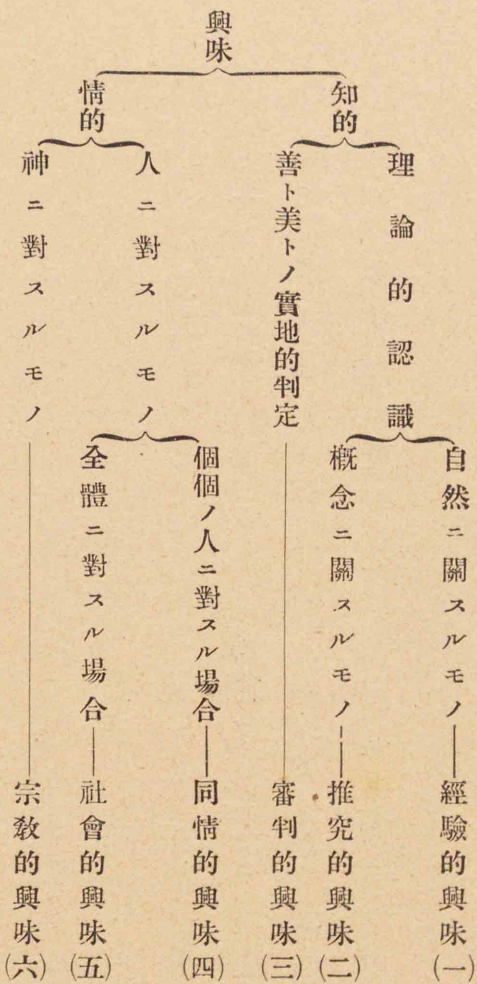 興味
知的
理論的認識
自然ニ關スルモノ
經驗的興味(一)
概念ニ關スルモノ
推究的興味(二)
善ト美トノ實地的判定
審判的興味(三)
情的
人ニ對スルモノ
個個ノ人ニ對スル場合
同情的興味(四)
全體ニ對スル場合
社會的興味(五)
神ニ對スルモノ
宗敎的興味(六)